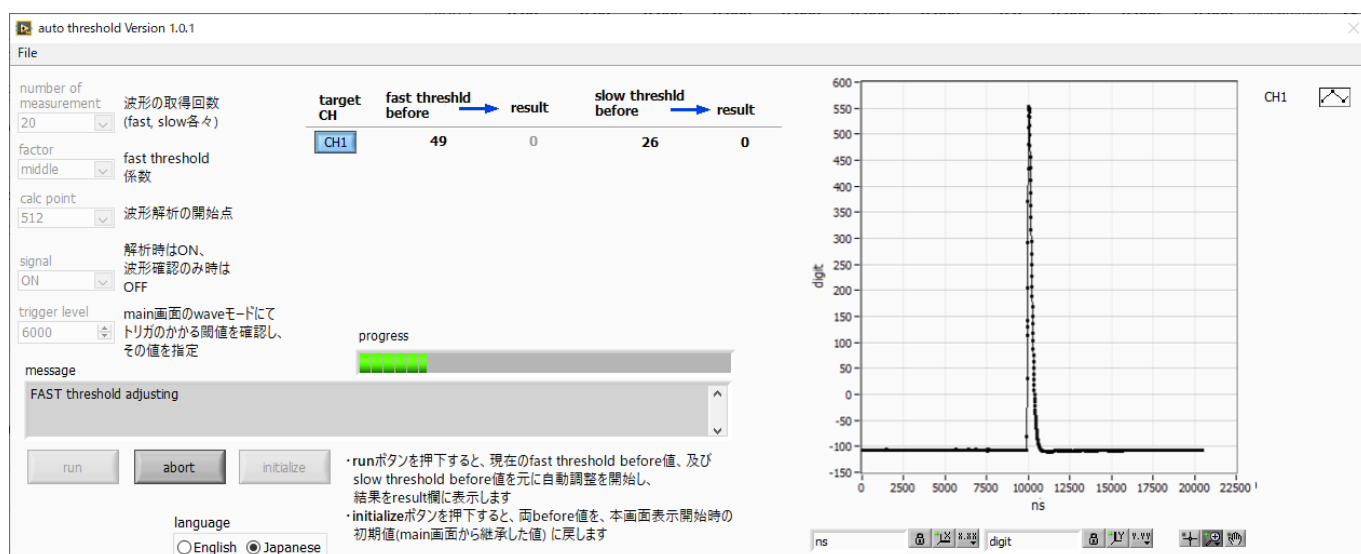 auto threshold Version 1.0.1
File
number of
measurement
20
波形の取得回数
(fast, slow各々)
factor
middle
fast threshold
係数
calc point
512
波形解析の開始点
signal
ON
解析時はON、
波形確認のみ時は
OFF
trigger level
6000
main画面のwaveモードにて
トリガのかかる閾値を確認し、
その値を指定
target
CH
fast threshld
before
result
slow threshld
before
result
CH1
49
0
26
0
progress
message
FAST threshold adjusting
run
abort
initialize
・runボタンを押下すると、現在のfast threshold before値、及び
slow threshold before値を元に自動調整を開始し、
結果をresult欄に表示します
・initializeボタンを押下すると、両before値を、本画面表示開始時の
初期値(main画面から継承した値) に戻します
language
English
Japanese
CH1
digit
600
550
500
450
400
350
300
250
200
150
100
50
0
-50
-100
-150
0 2500 5000 7500 10000 12500 15000 17500 20000 22500
ns
ns
digit